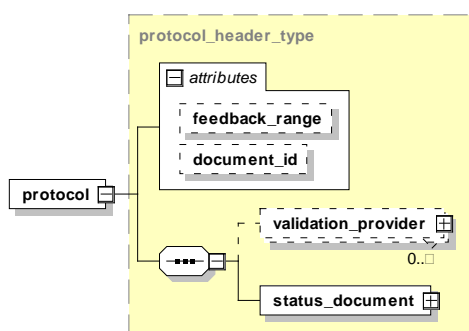 protocol_header_type
attributes
feedback_range
document_id
protocol
validation_provider
0..□
status_document